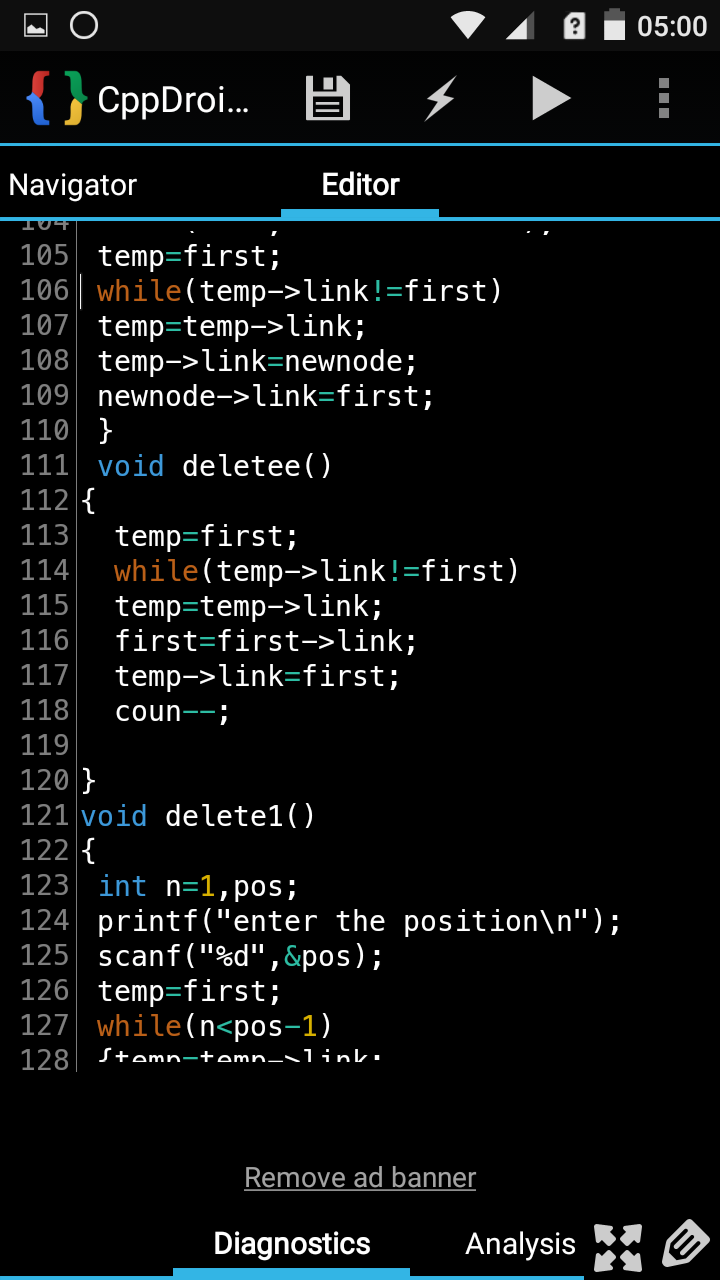 05:00
CppDroi...
Navigator
Editor
104
105 temp=first;
106 while(temp->link!=first)
107 temp=temp->link;
108 temp->link=newnode;
109 newnode->link=first;
110 }
111 void deletee()
112 {
113 temp=first;
114 while(temp->link!=first)
115 temp=temp->link;
116 first=first->link;
117 temp->link=first;
118 coun--;
119
120 }
121 void delete1()
122 {
123 int n=1,pos;
124 printf("enter the position\n");
125 scanf("%d",&pos);
126 temp=first;
127 while(n<pos-1)
128 {temp=temp->link;
Remove ad banner
Diagnostics
Analysis